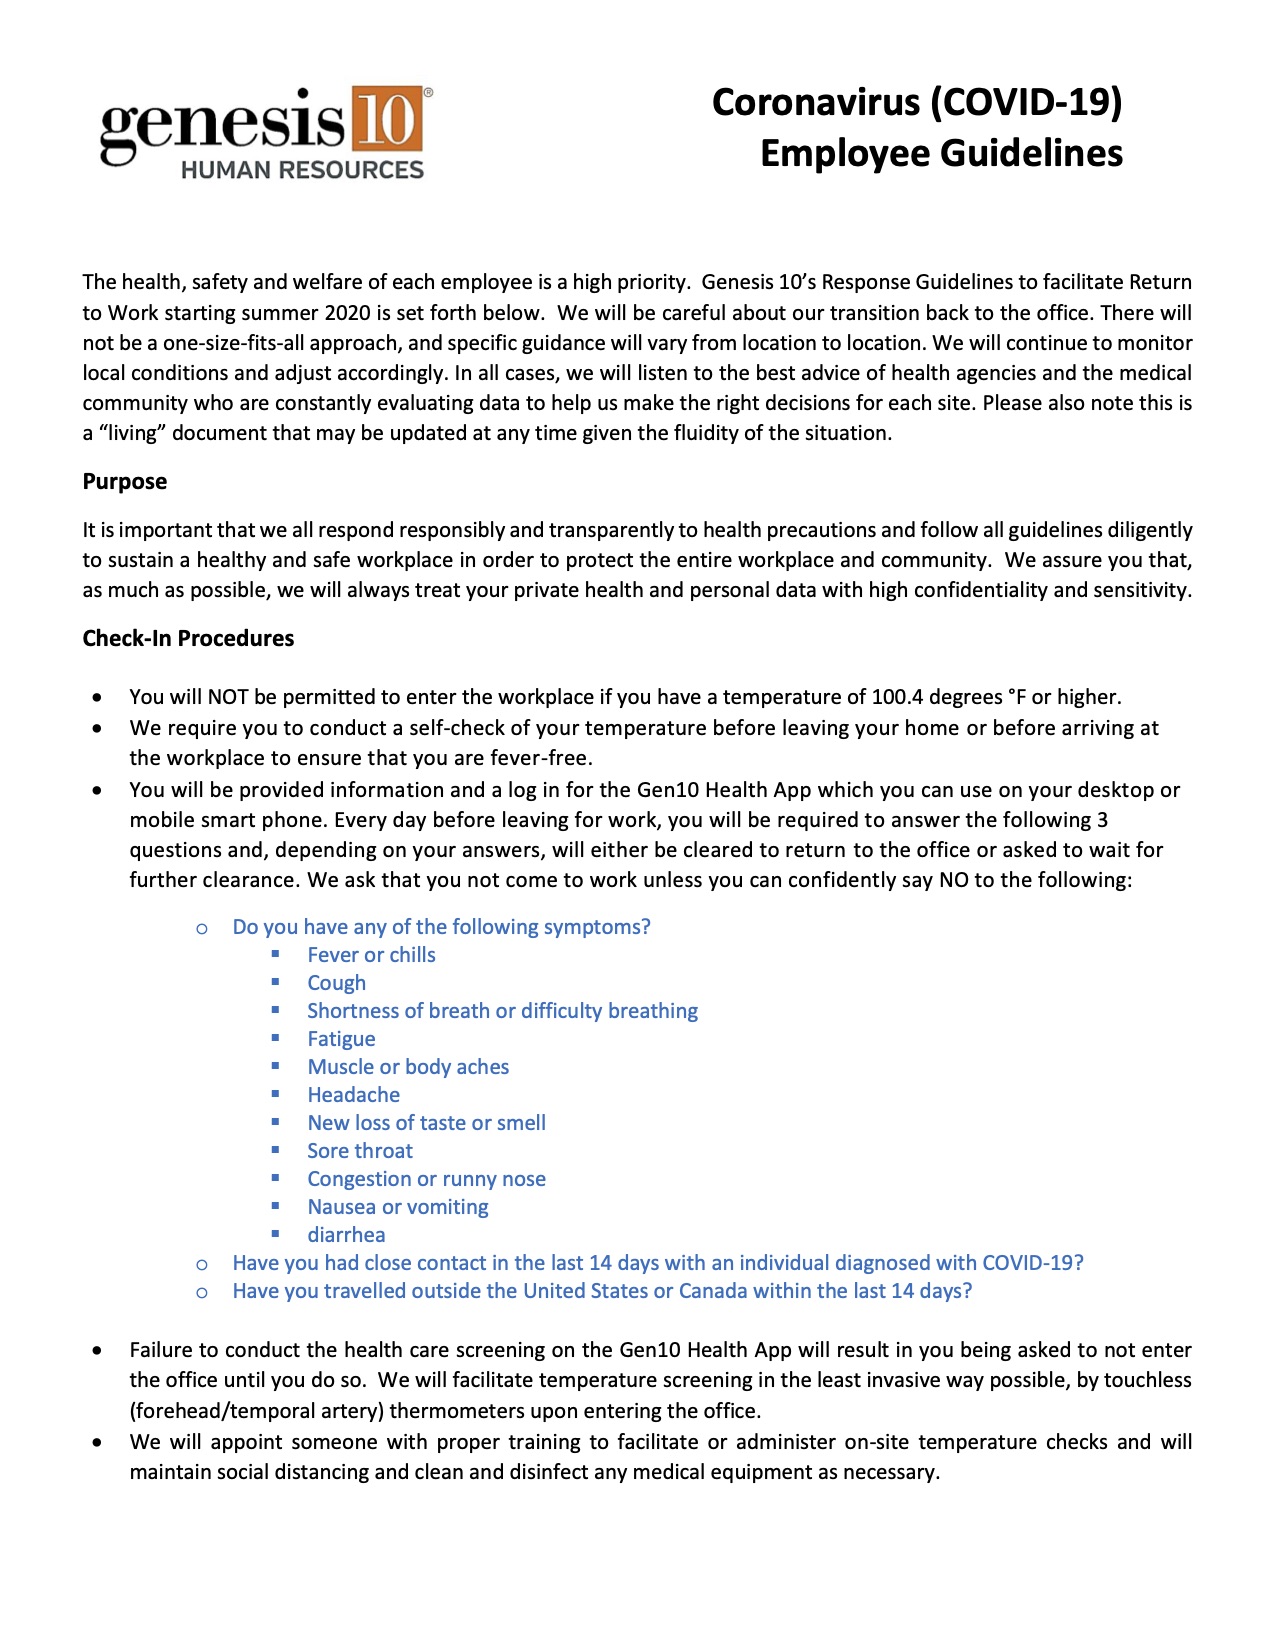 genesis10®
HUMAN RESOURCES
Coronavirus (COVID-19)
Employee Guidelines
The health, safety and welfare of each employee is a high priority.  Genesis 10’s Response Guidelines to facilitate Return
to Work starting summer 2020 is set forth below.  We will be careful about our transition back to the office. There will
not be a one-size-fits-all approach, and specific guidance will vary from location to location. We will continue to monitor
local conditions and adjust accordingly. In all cases, we will listen to the best advice of health agencies and the medical
community who are constantly evaluating data to help us make the right decisions for each site. Please also note this is
a “living” document that may be updated at any time given the fluidity of the situation.
Purpose
It is important that we all respond responsibly and transparently to health precautions and follow all guidelines diligently
to sustain a healthy and safe workplace in order to protect the entire workplace and community.  We assure you that,
as much as possible, we will always treat your private health and personal data with high confidentiality and sensitivity.
Check-In Procedures
• You will NOT be permitted to enter the workplace if you have a temperature of 100.4 degrees °F or higher.
• We require you to conduct a self-check of your temperature before leaving your home or before arriving at
the workplace to ensure that you are fever-free.
• You will be provided information and a log in for the Gen10 Health App which you can use on your desktop or
mobile smart phone. Every day before leaving for work, you will be required to answer the following 3
questions and, depending on your answers, will either be cleared to return to the office or asked to wait for
further clearance. We ask that you not come to work unless you can confidently say NO to the following:
o Do you have any of the following symptoms?
▪ Fever or chills
▪ Cough
▪ Shortness of breath or difficulty breathing
▪ Fatigue
▪ Muscle or body aches
▪ Headache
▪ New loss of taste or smell
▪ Sore throat
▪ Congestion or runny nose
▪ Nausea or vomiting
▪ diarrhea
o Have you had close contact in the last 14 days with an individual diagnosed with COVID-19?
o Have you travelled outside the United States or Canada within the last 14 days?
• Failure to conduct the health care screening on the Gen10 Health App will result in you being asked to not enter
the office until you do so.  We will facilitate temperature screening in the least invasive way possible, by touchless
(forehead/temporal artery) thermometers upon entering the office.
• We will appoint someone with proper training to facilitate or administer on-site temperature checks and will
maintain social distancing and clean and disinfect any medical equipment as necessary.